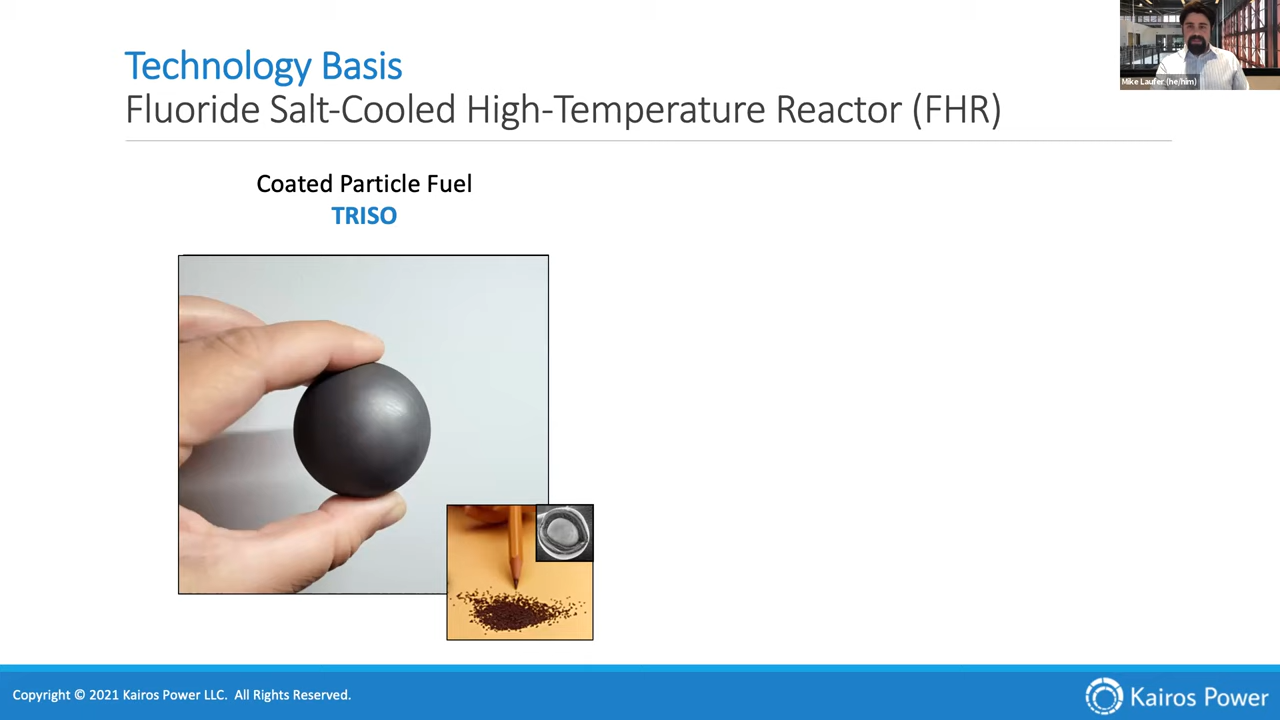 Technology Basis
Fluoride Salt-Cooled High-Temperature Reactor (FHR)
Mike Laufer (he/him)
Coated Particle Fuel
TRISO
Copyright © 2021 Kairos Power LLC. All Rights Reserved.
Kairos Power